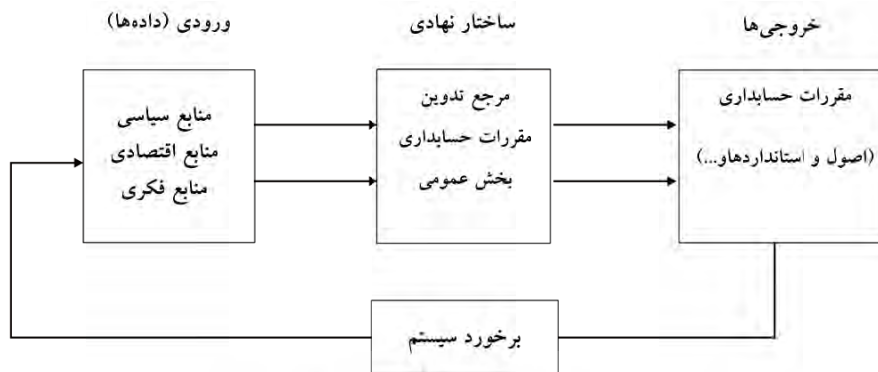 ورودی (داده‌ها)
منابع سیاسی
منابع اقتصادی
منابع فکری
ساختار نهادی
مرجع تدوین
مقررات حسابداری
بخش عمومی
خروجی‌ها
مقررات حسابداری
(اصول و استانداردهاو...)
برخورد سیستم